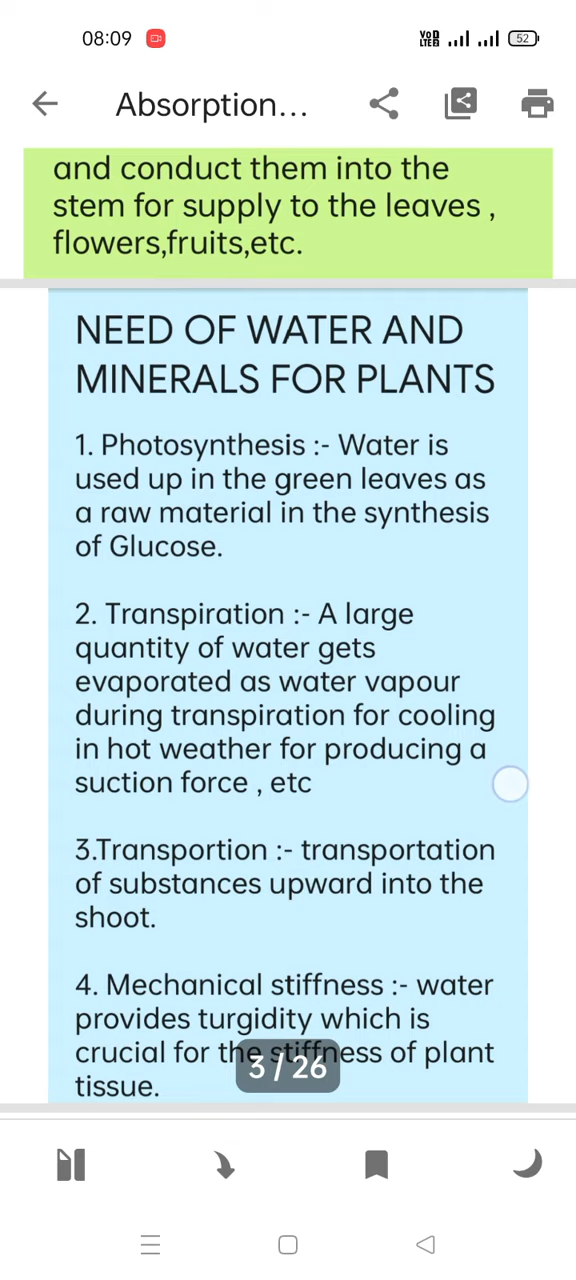 08:09
VoD LTE2
52
Absorption...
and conduct them into the
stem for supply to the leaves ,
flowers,fruits,etc.
NEED OF WATER AND
MINERALS FOR PLANTS
1. Photosynthesis :- Water is
used up in the green leaves as
a raw material in the synthesis
of Glucose.
2. Transpiration :- A large
quantity of water gets
evaporated as water vapour
during transpiration for cooling
in hot weather for producing a
suction force , etc
3.Transportion :- transportation
of substances upward into the
shoot.
4. Mechanical stiffness :- water
provides turgidity which is
crucial for the stiffness of plant
tissue.
3 / 26